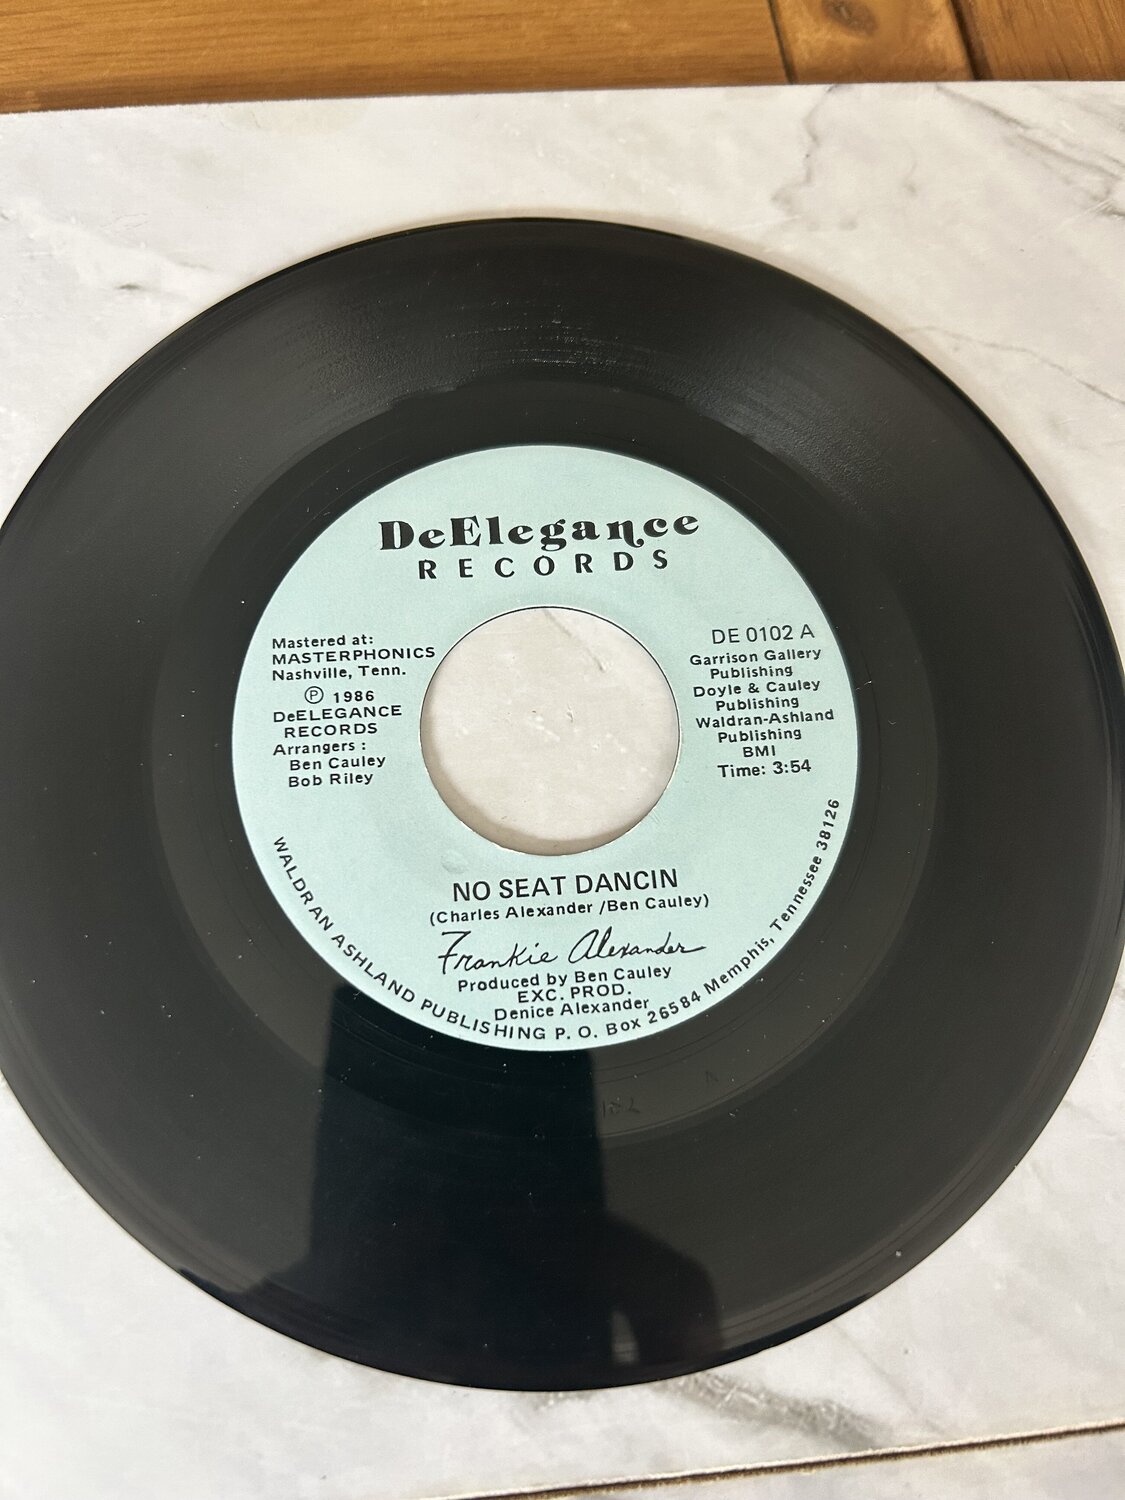 DeElegance
RECORDS
Mastered at:
MASTERPHONICS
Nashville, Tenn.
Ⓟ 1986
DeELEGANCE
RECORDS
Arrangers :
Ben Cauley
Bob Riley
DE 0102 A
Garrison Gallery
Publishing
Doyle & Cauley
Publishing
Waldran-Ashland
Publishing
BMI
Time: 3:54
NO SEAT DANCIN
(Charles Alexander /Ben Cauley)
Frankie Alexander
Produced by Ben Cauley
EXC. PROD.
Denice Alexander
WALDRAN ASHLAND PUBLISHING P. O. Box 26584 Memphis, Tennessee 38126